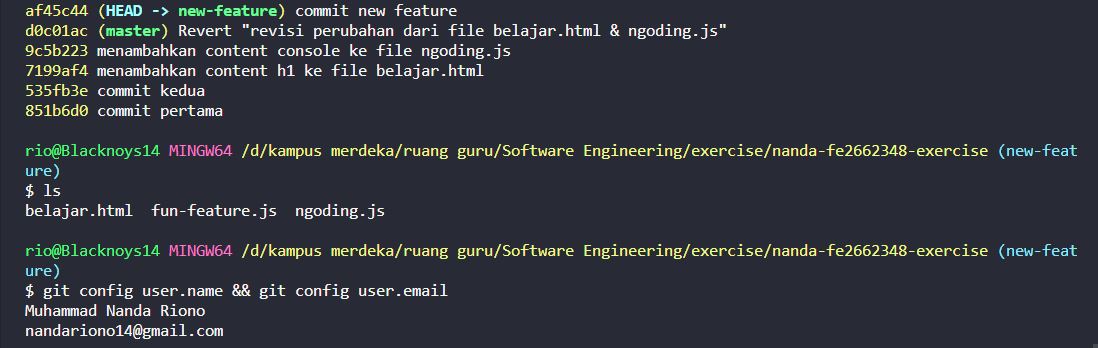 af45c44 (HEAD -> new-feature) commit new feature
d0c01ac (master) Revert "revisi perubahan dari file belajar.html & ngoding.js"
9c5b223 menambahkan content console ke file ngoding.js
7199af4 menambahkan content h1 ke file belajar.html
535fb3e commit kedua
851b6d0 commit pertama
rio@Blacknoys14 MINGW64 /d/kampus merdeka/ruang guru/Software Engineering/exercise/nanda-fe2662348-exercise (new-feat
ure)
$ ls
belajar.html  fun-feature.js  ngoding.js
rio@Blacknoys14 MINGW64 /d/kampus merdeka/ruang guru/Software Engineering/exercise/nanda-fe2662348-exercise (new-feat
ure)
$ git config user.name && git config user.email
Muhammad Nanda Riono
nandariono14@gmail.com